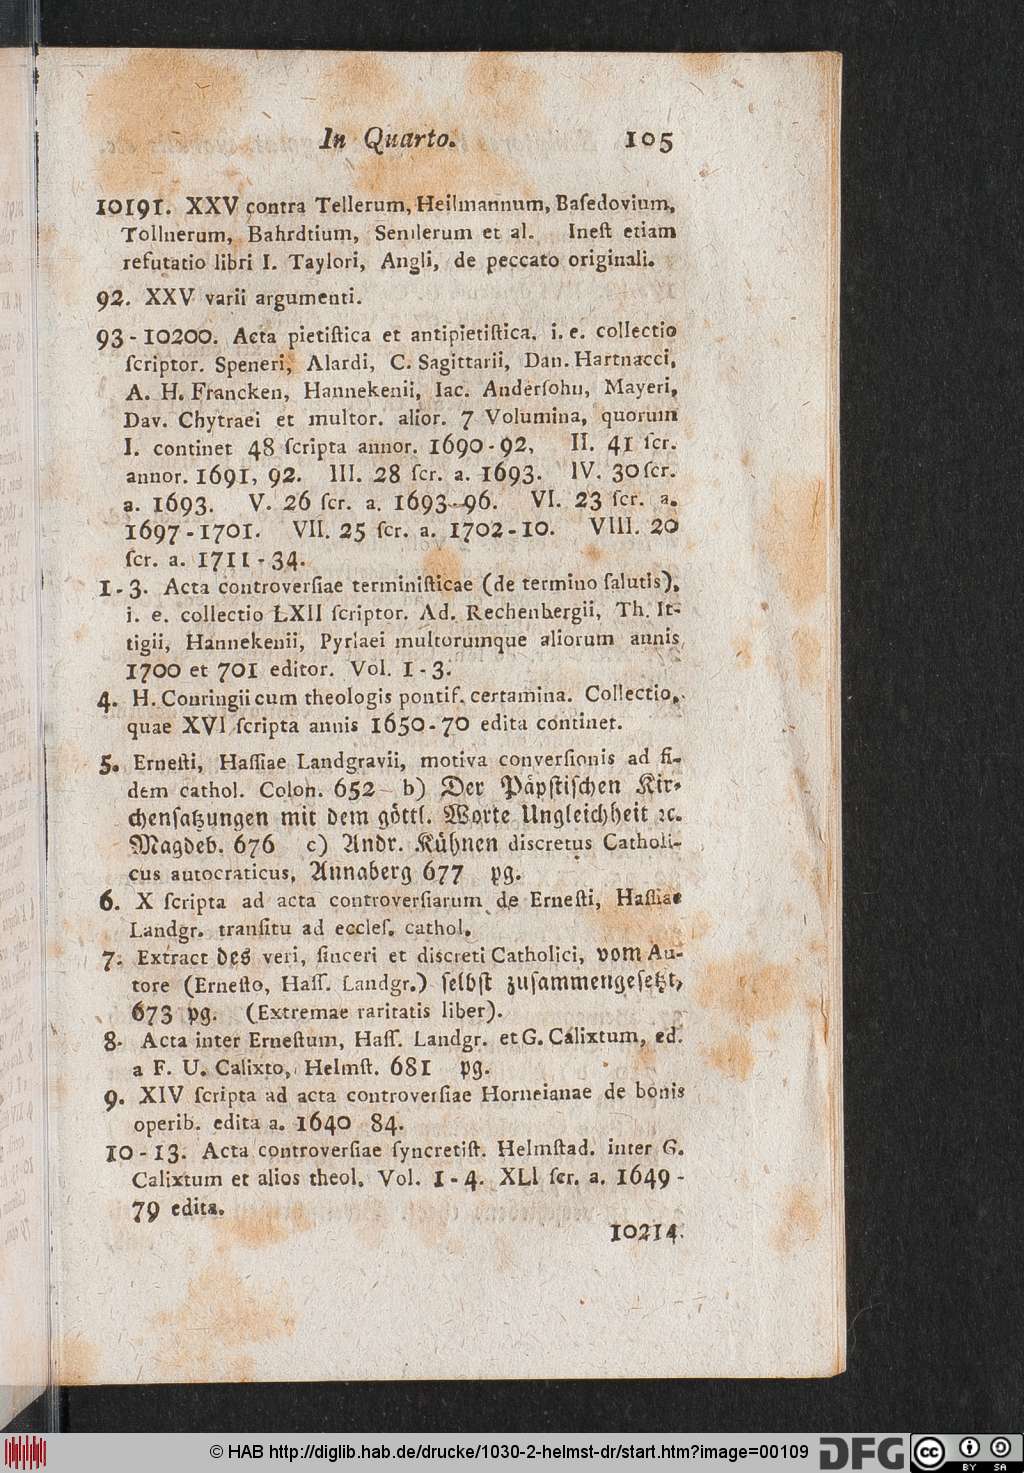 In Quarto. 105
10191. XXV contra Tellerum, Heilmannum, Baſedovium,
Tollnerum, Bahrdtium, Semlerum et al. Ineſt etiam
refutatio libri I. Taylori, Angli, de peccato originali.
92. XXV varii argumenti.
93-10200. Acta pietiſtica et antipietiſtica. i. e. collectio
ſcriptor. Speneri, Alardi, C. Sagittarii, Dan. Hartnacci,
A. H. Francken, Hannekenii, Iac. Anderſohn, Mayeri,
Dav. Chytraei et multor. alior. 7 Volumina, quorum
I. continet 48 ſcripta annor. 1690-92, II. 41 ſcr.
annor. 1691, 92. III. 28 ſcr. a. 1693. IV. 30 ſcr.
a. 1693. V. 26 ſcr. a. 1693-96. VI. 23 ſcr. a.
1697-1701. VII. 25 ſcr. a. 1702-10. VIII. 20
ſcr. a. 1711-34.
1-3. Acta controverſiae terminiſticae (de termino ſalutis),
i. e. collectio LXII ſcriptor. Ad. Rechenbergii, Th. It-
tigii, Hannekenii, Pyrlaei multorumque aliorum annis
1700 et 701 editor. Vol. 1-3.
4. H. Conringii cum theologis pontif. certamina. Collectio,
quae XVI ſcripta annis 1650-70 edita continet.
5. Erneſti, Haſſiae Landgravii, motiva converſionis ad fi-
dem cathol. Colon. 652 b) Der Päpſtiſchen Kir-
chenſatzungen mit dem göttl. Worte Ungleichheit ꝛc.
Magdeb. 676 c) Andr. Kühnen discretus Catholi-
cus autocraticus, Annaberg 677 pg.
6. X ſcripta ad acta controverſiarum de Erneſti, Haſſiae
Landgr. tranſitu ad eccleſ. cathol.
7. Extract des veri, ſinceri et discreti Catholici, vom Au-
tore (Erneſto, Haſſ. Landgr.) ſelbſt zuſammengeſetzt,
673 pg. (Extremae raritatis liber).
8. Acta inter Erneſtum, Haſſ. Landgr. et G. Calixtum, ed.
a F. U. Calixto, Helmſt. 681 pg.
9. XIV ſcripta ad acta controverſiae Horneianae de bonis
operib. edita a. 1640 84.
10-13. Acta controverſiae ſyncretiſt. Helmſtad. inter G.
Calixtum et alios theol. Vol. 1-4. XLI ſcr. a. 1649-
79 edita.
10214.
© HAB http://diglib.hab.de/drucke/1030-2-helmst-dr/start.htm?image=00109 DFG cc BY SA